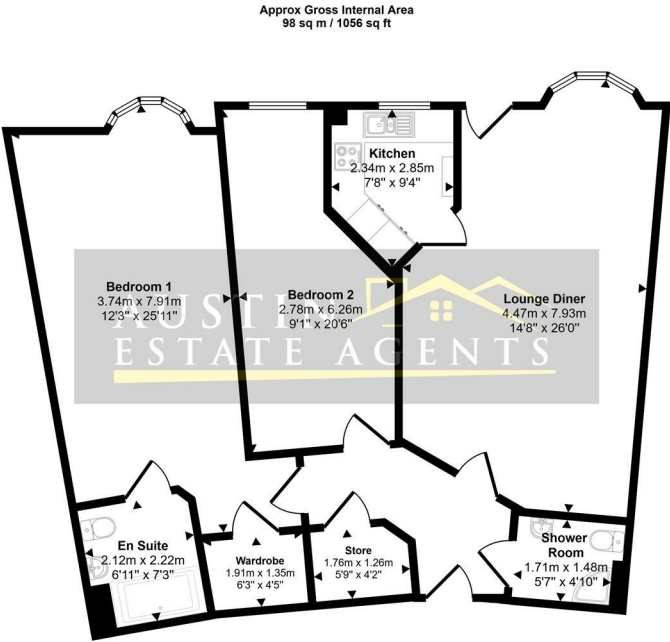 Approx Gross Internal Area
98 sq m / 1056 sq ft
Kitchen
2.34m x 2.85m
7'8" x 9'4"
Bedroom 1
3.74m x 7.91m
12'3" x 25'11"
Bedroom 2
2.78m x 6.26m
9'1" x 20'6"
Lounge Diner
4.47m x 7.93m
14'8" x 26'0"
AUSTIN
ESTATE AGENTS
En Suite
2.12m x 2.22m
6'11" x 7'3"
Wardrobe
1.91m x 1.35m
6'3" x 4'5"
Store
1.76m x 1.26m
5'9" x 4'2"
Shower
Room
1.71m x 1.48m
5'7" x 4'10"